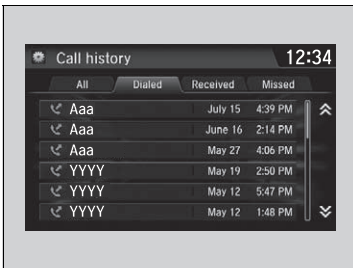 Call history 12:34
All Dialed Received Missed
Aaa July 15 4:39 PM
Aaa June 16 2:14 PM
Aaa May 27 4:06 PM
YYYY May 19 2:50 PM
YYYY May 12 5:47 PM
YYYY May 12 1:48 PM